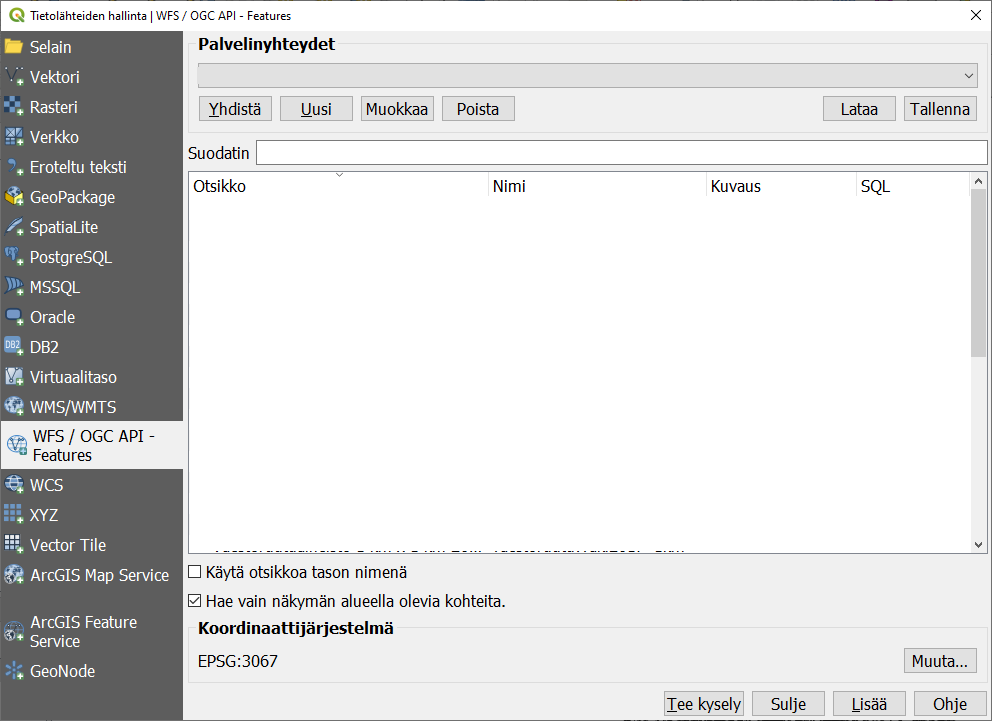 Tietolähteiden hallinta | WFS / OGC API - Features
Selain
Vektori
Rasteri
Verkko
Eroteltu teksti
GeoPackage
SpatiaLite
PostgreSQL
MSSQL
Oracle
DB2
Virtuaalitaso
WMS/WMTS
WFS / OGC API -
Features
WCS
XYZ
Vector Tile
ArcGIS Map Service
ArcGIS Feature
Service
GeoNode
Palvelinyhteydet
Yhdistä Uusi Muokkaa Poista Lataa Tallenna
Suodatin
Otsikko Nimi Kuvaus SQL
Käytä otsikkoa tason nimenä
Hae vain näkymän alueella olevia kohteita.
Koordinaattijärjestelmä
EPSG:3067 Muuta...
Tee kysely Sulje Lisää Ohje